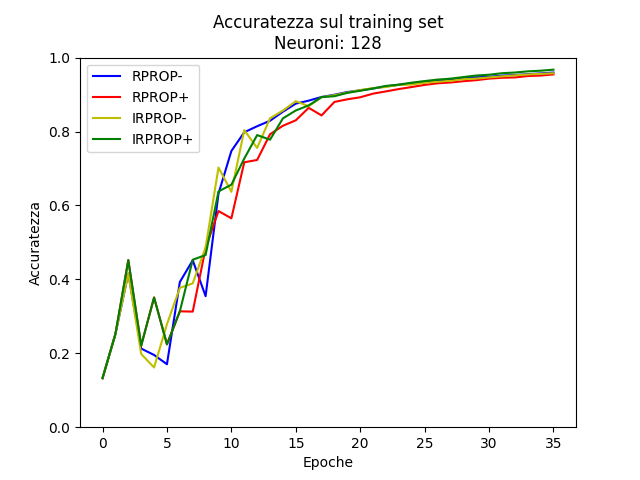 Accuratezza sul training set
Neuroni: 128
1.0
0.8
0.6
0.4
0.2
0.0
Accuratezza
RPROP-
RPROP+
IRPROP-
IRPROP+
0 5 10 15 20 25 30 35
Epoche